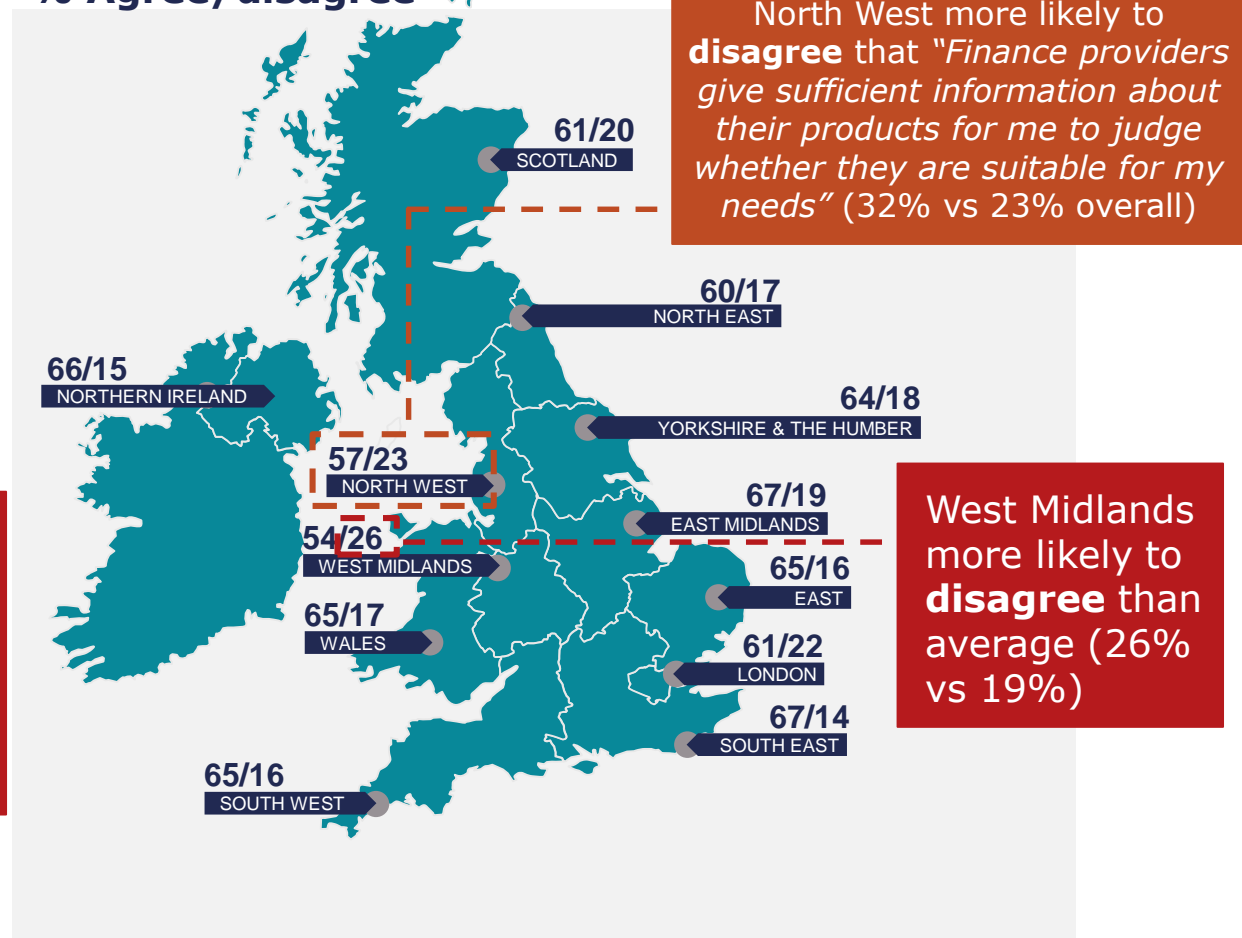 % Agree/disagree
North West more likely to
disagree that “Finance providers
give sufficient information about
their products for me to judge
whether they are suitable for my
needs” (32% vs 23% overall)
61/20
SCOTLAND
60/17
NORTH EAST
66/15
NORTHERN IRELAND
64/18
YORKSHIRE & THE HUMBER
57/23
NORTH WEST
67/19
EAST MIDLANDS
54/26
WEST MIDLANDS
65/16
EAST
65/17
WALES
61/22
LONDON
67/14
SOUTH EAST
65/16
SOUTH WEST
West Midlands
more likely to
disagree than
average (26%
vs 19%)